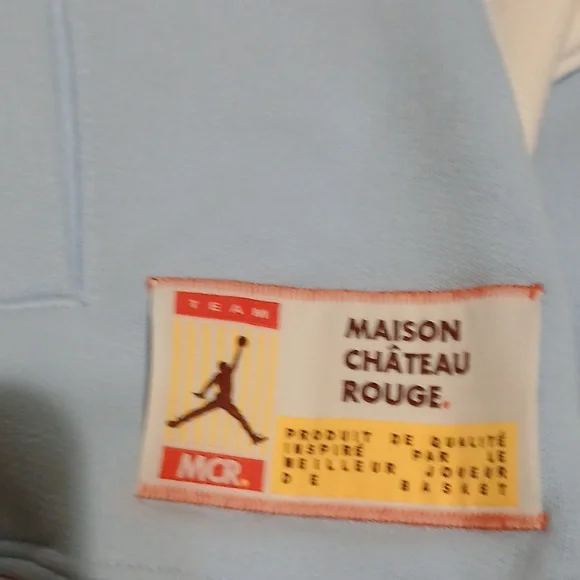 TEAM
MCR.
MAISON
CHÂTEAU
ROUGE.
PRODUIT DE QUALITÉ
INSPIRÉ PAR LE
MEILLEUR JOUEUR
DE BASKET